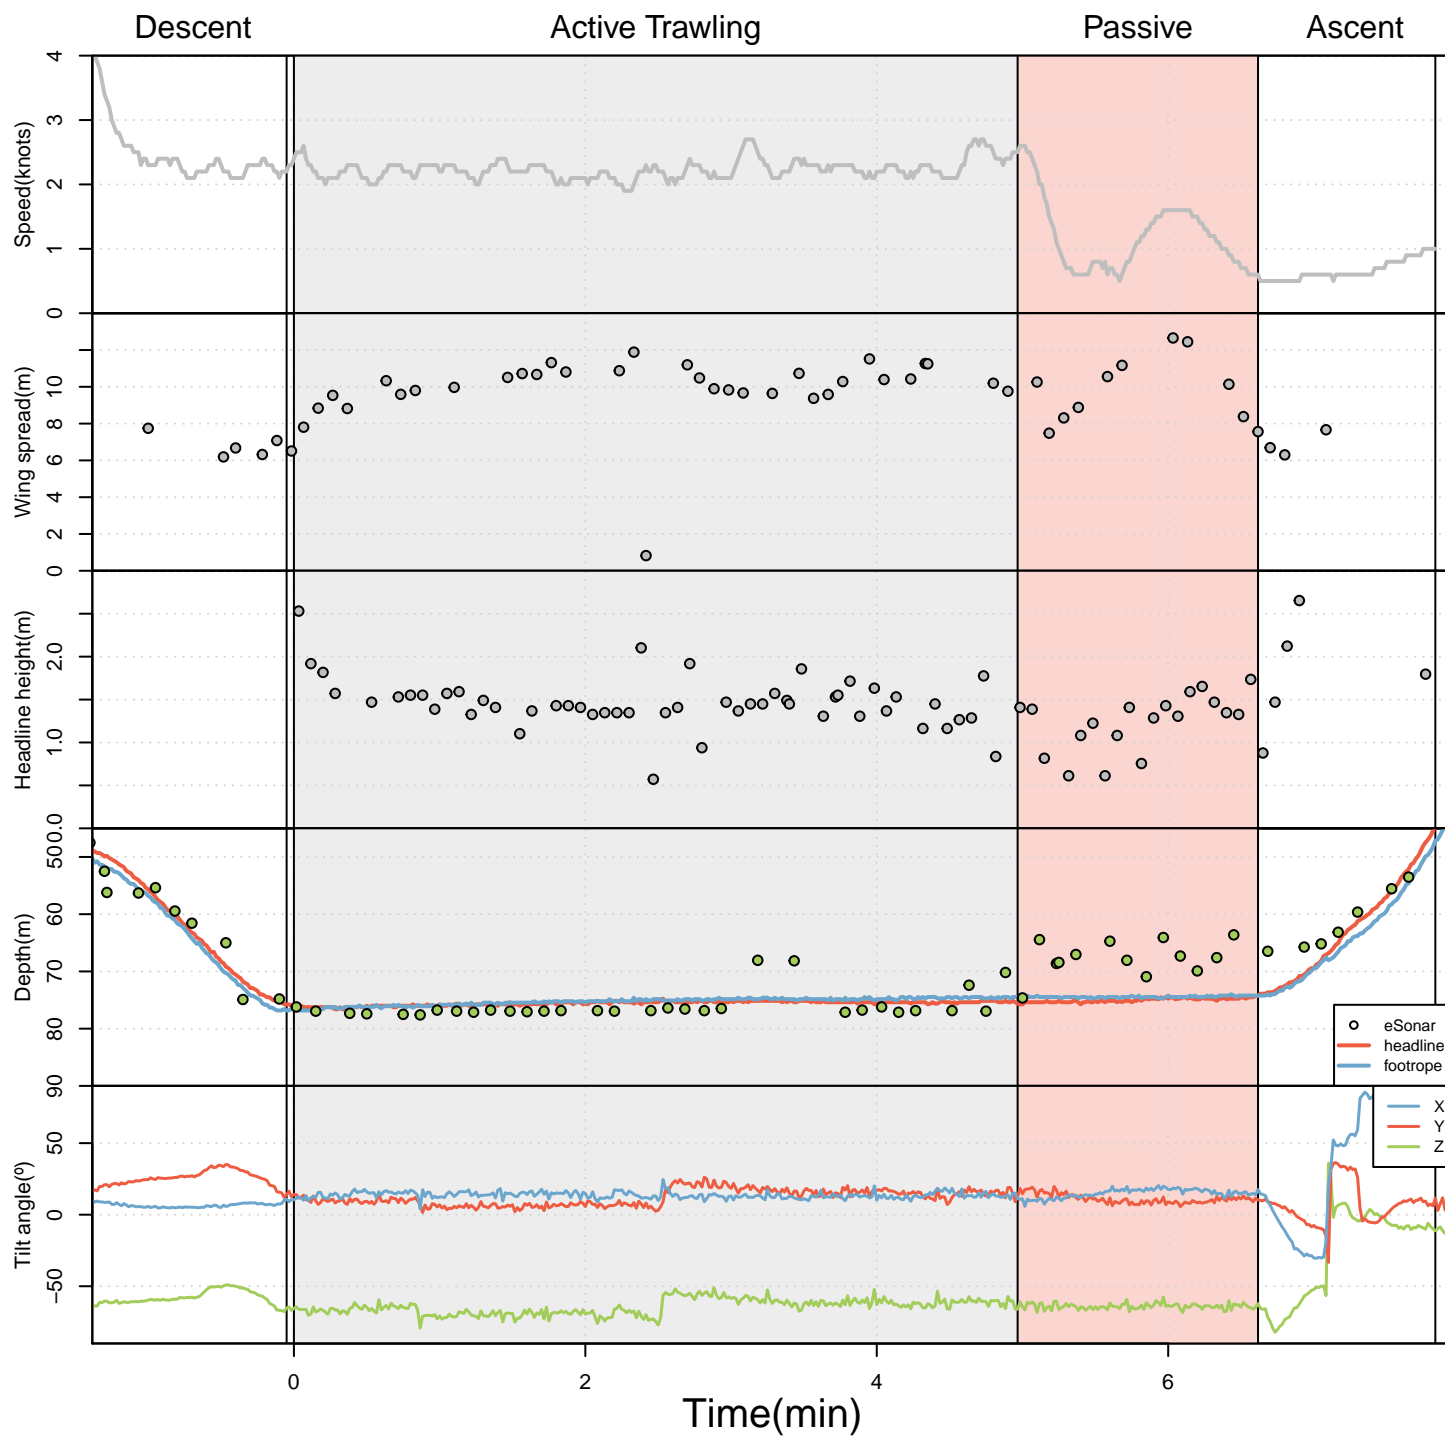 Descent Active Trawling Passive Ascent
Speed(knots)
4
3
2
1
0
Wing spread(m)
10
8
6
4
2
0
Headline height(m)
2.0
1.0
0.0
Depth(m)
50
60
70
80
90
eSonar
headline
footrope
Tilt angle(º)
50
0
−50
X
Y
Z
0 2 4 6
Time(min)